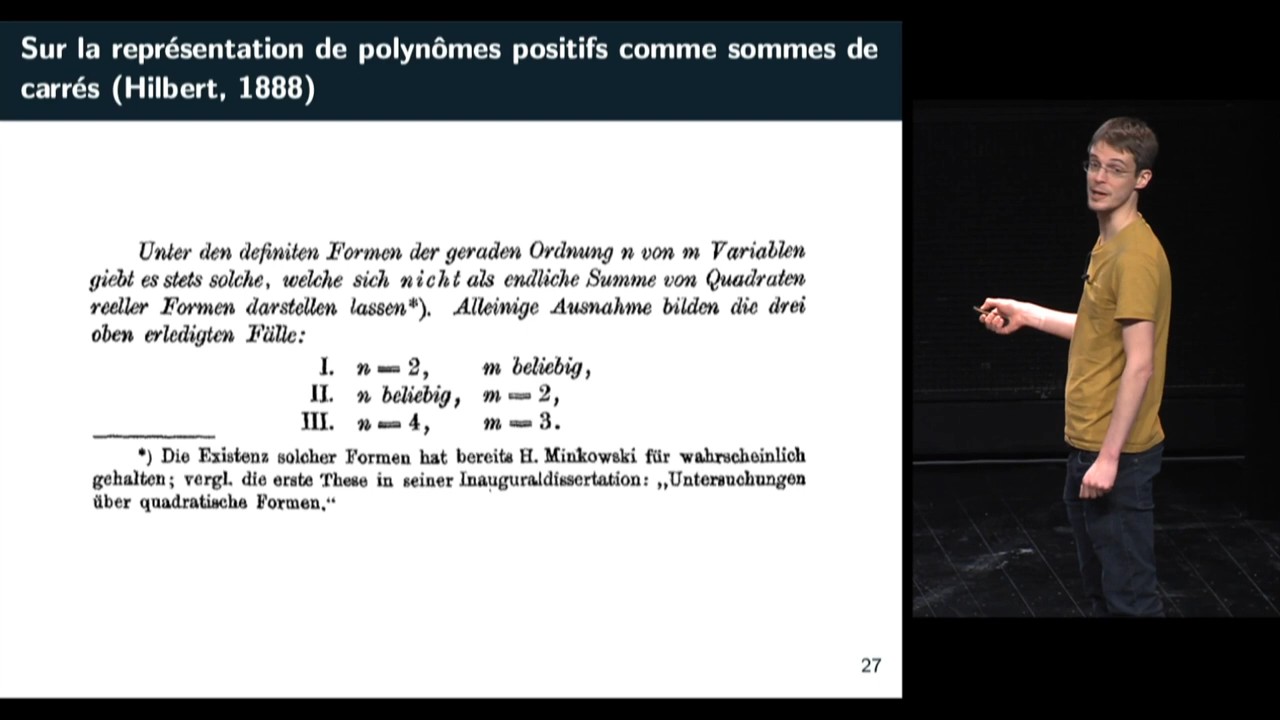 Sur la représentation de polynômes positifs comme sommes de
carrés (Hilbert, 1888)
Unter den definiten Formen der geraden Ordnung n von m Variablen
giebt es stets solche, welche sich nicht als endliche Summe von Quadraten
reeller Formen darstellen lassen*). Alleinige Ausnahme bilden die drei
oben erledigten Fälle:
I. n = 2, m beliebig,
II. n beliebig, m = 2,
III. n = 4, m = 3.
*) Die Existenz solcher Formen hat bereits H. Minkowski für wahrscheinlich
gehalten; vergl. die erste These in seiner Inauguraldissertation: „Untersuchungen
über quadratische Formen.“
27